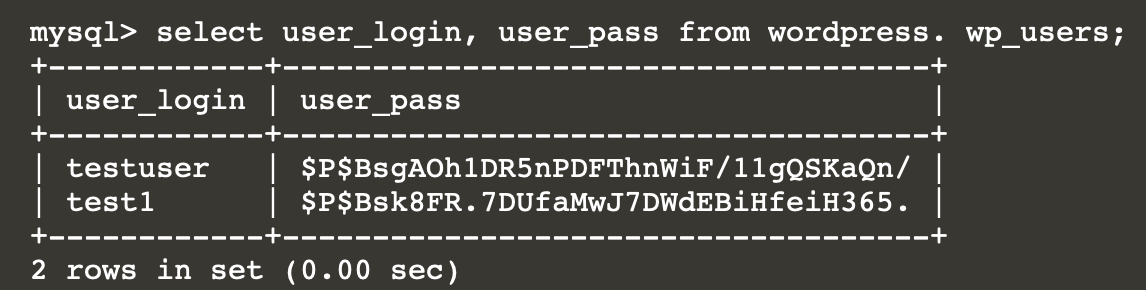 mysql> select user_login, user_pass from wordpress. wp_users;
+------------+------------------------------------+
| user_login | user_pass                          |
+------------+------------------------------------+
| testuser   | $P$BsgAOh1DR5nPDFThnWiF/11gQSKaQn/ |
| test1      | $P$Bsk8FR.7DUfaMwJ7DWdEBiHfeiH365. |
+------------+------------------------------------+
2 rows in set (0.00 sec)